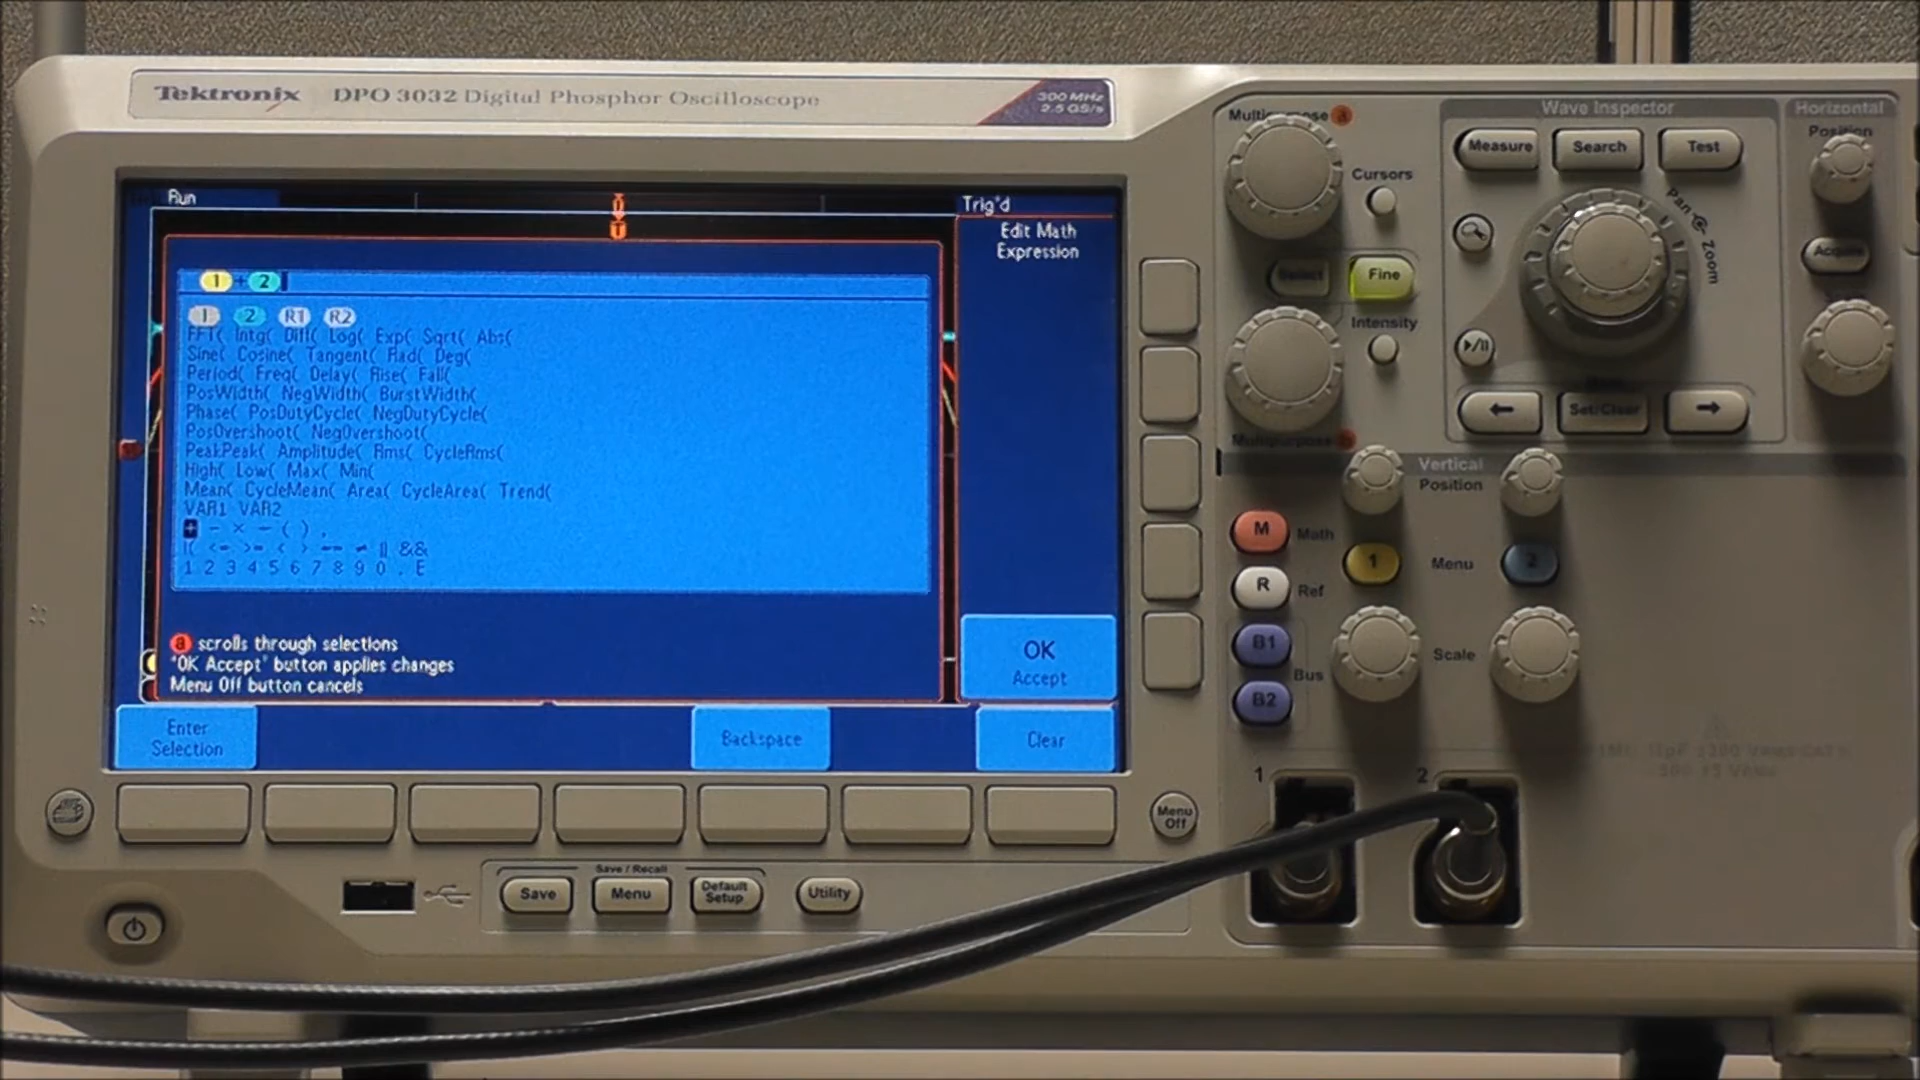 Tektronix DPO 3032 Digital Phosphor Oscilloscope
300 MHz
2.5 GS/s
Run
Trig'd
Edit Math
Expression
1 + 2
1 2 R1 R2
FFT( Intg( Diff( Log( Exp( Sqrt( Abs(
Sine( Cosine( Tangent( Rad( Deg(
Period( Freq( Delay( Rise( Fall(
PosWidth( NegWidth( BurstWidth(
Phase( PosDutyCycle( NegDutyCycle(
PosOvershoot( NegOvershoot(
PeakPeak( Amplitude( Rms( CycleRms(
High( Low( Max( Min(
Mean( CycleMean( Area( CycleArea( Trend(
VAR1 VAR2
+ - × ( ) ,
!( <= >= < > == ≠ || &&
1 2 3 4 5 6 7 8 9 0 . E
a scrolls through selections
"OK Accept" button applies changes
Menu Off button cancels
OK
Accept
Enter
Selection
Backspace
Clear
Menu
Off
Save / Recall
Save
Menu
Default
Setup
Utility
a
Cursors
Select
Fine
Intensity
Multipurpose
Wave Inspector
Measure
Search
Test
Pan
Zoom
Set/Clear
Horizontal
Position
Acquire
Vertical
Position
M
Math
1
Menu
2
R
Ref
B1
Bus
B2
Scale
1
2